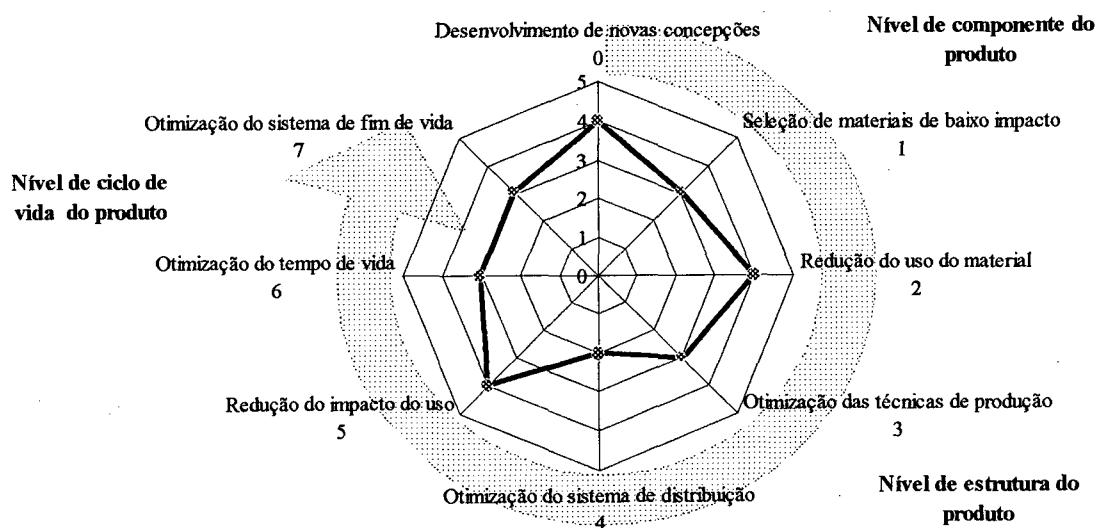 Desenvolvimento de novas concepções
0
Nível de componente do
produto
Seleção de materiais de baixo impacto
1
Redução do uso do material
2
Otimização das técnicas de produção
3
Nível de estrutura do
produto
Otimização do sistema de distribuição
4
Redução do impacto do uso
5
Otimização do tempo de vida
6
Nível de ciclo de
vida do produto
Otimização do sistema de fim de vida
7
5
4
3
2
1
0